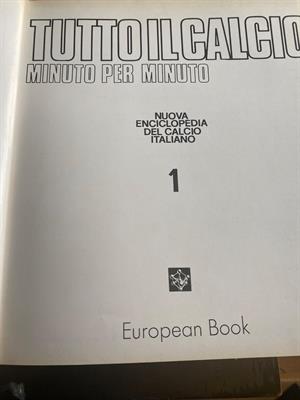 TUTTO IL CALCIO
MINUTO PER MINUTO
NUOVA
ENCICLOPEDIA
DEL CALCIO
ITALIANO
1
European Book